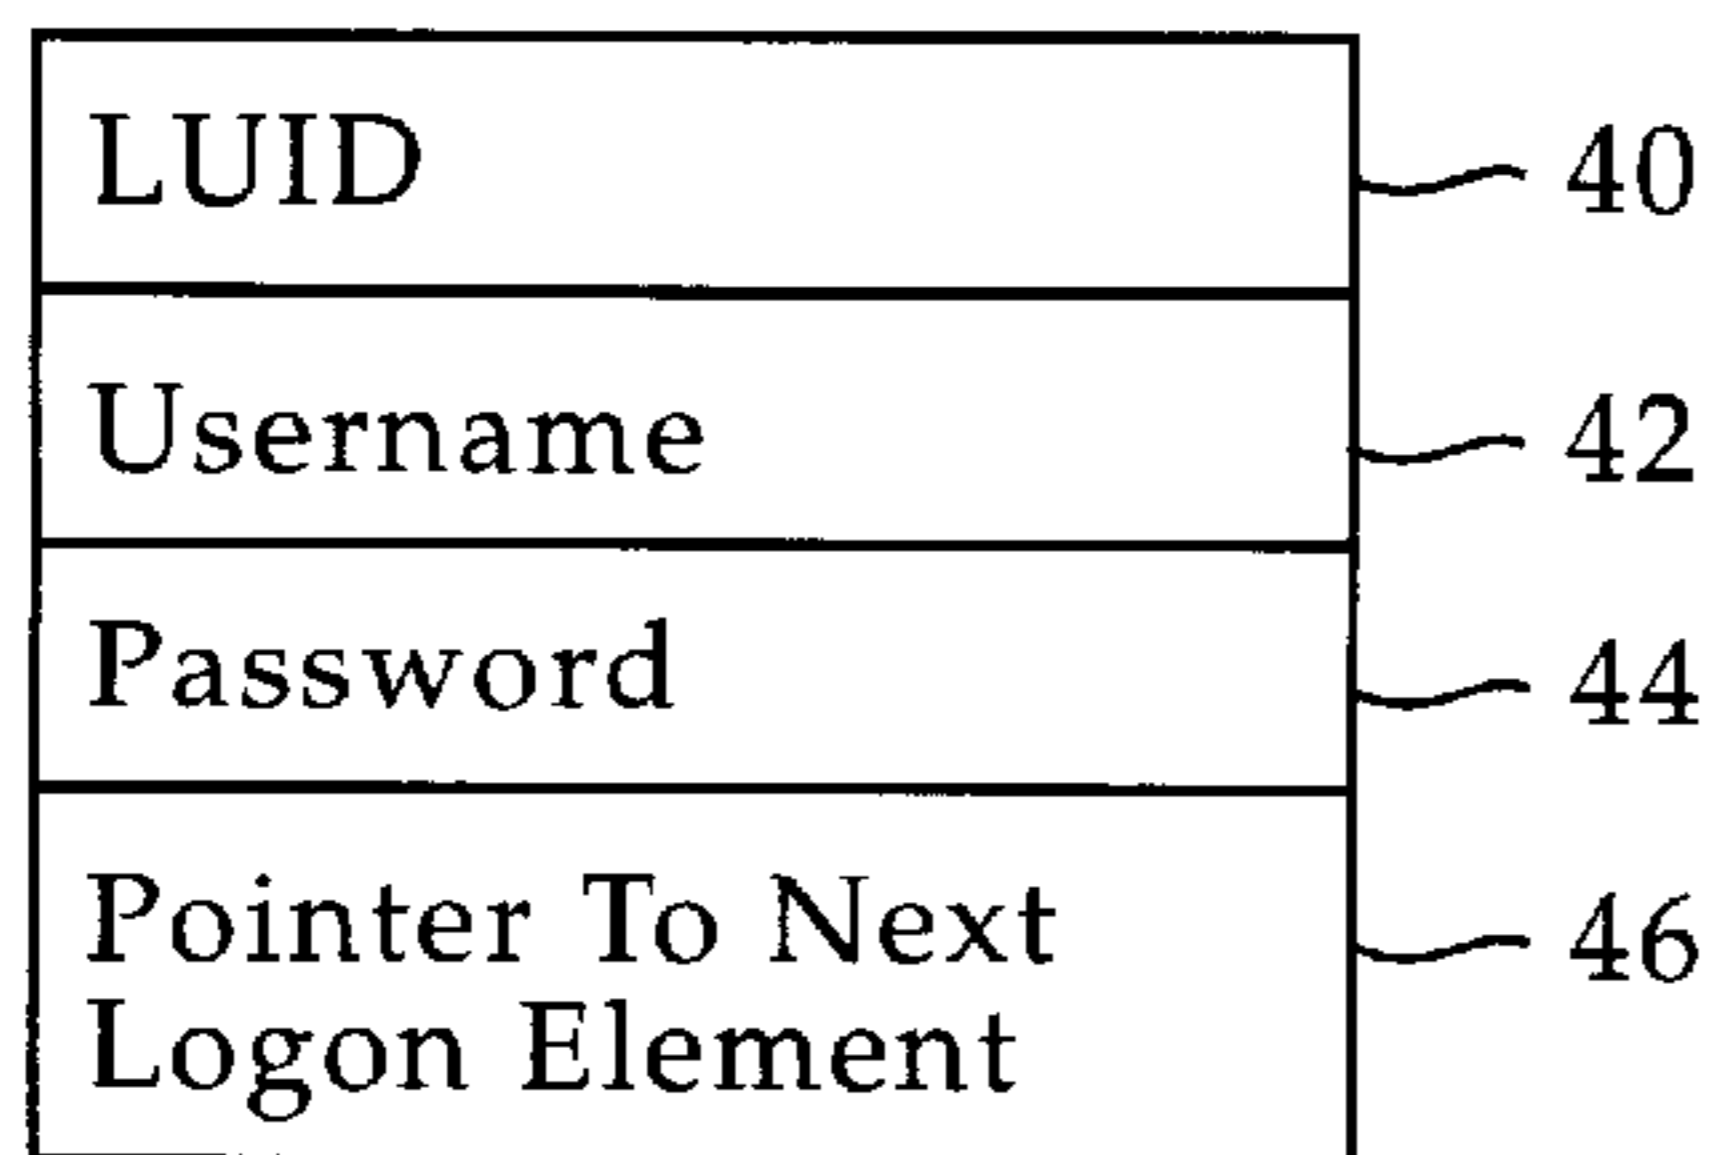 LUID 40
Username 42
Password 44
Pointer To Next 46
Logon Element